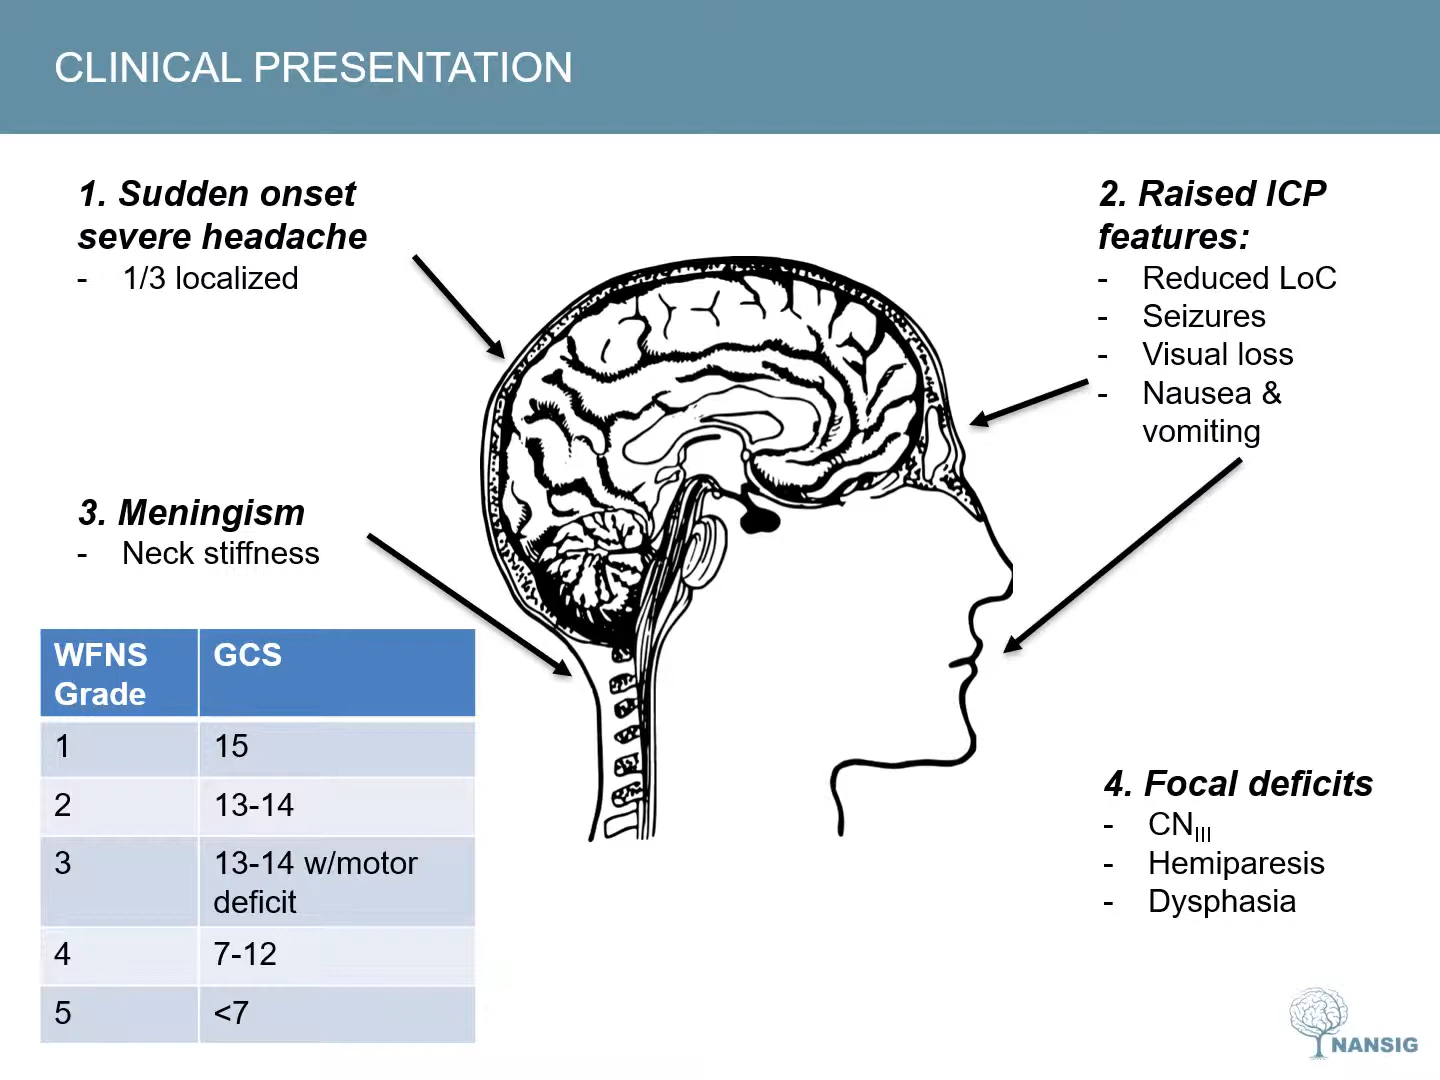 CLINICAL PRESENTATION
1. Sudden onset
severe headache
- 1/3 localized
2. Raised ICP
features:
- Reduced LoC
- Seizures
- Visual loss
- Nausea &
vomiting
3. Meningism
- Neck stiffness
WFNS
Grade
GCS
1 15
2 13-14
3 13-14 w/motor
deficit
4 7-12
5 <7
4. Focal deficits
- CNIII
- Hemiparesis
- Dysphasia
NANSIG